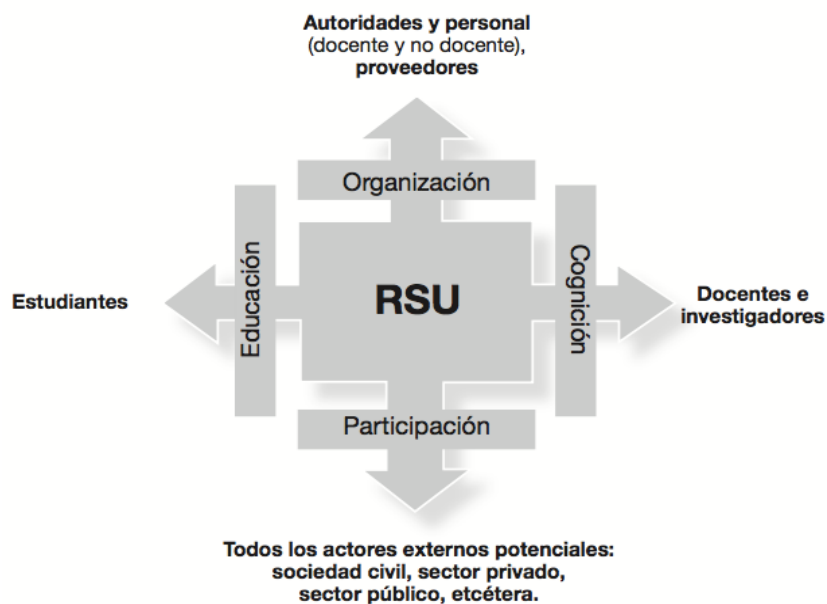 Autoridades y personal
(docente y no docente),
proveedores
Organización
Educación
RSU
Cognición
Estudiantes
Docentes e
investigadores
Participación
Todos los actores externos potenciales:
sociedad civil, sector privado,
sector público, etcétera.